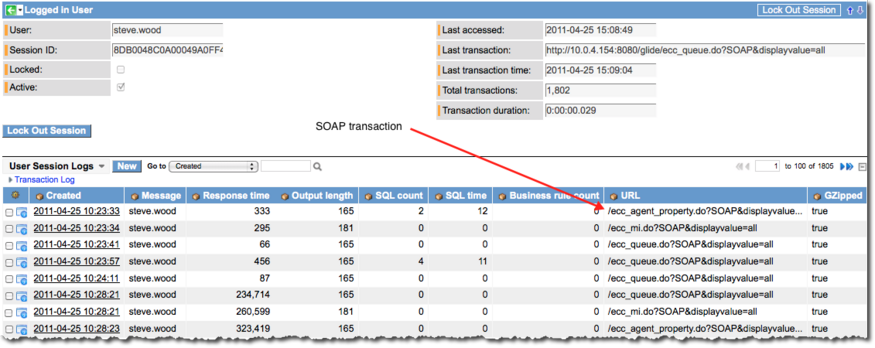 Logged in User
Lock Out Session
User: steve.wood
Last accessed: 2011-04-25 15:08:49
Session ID: 8DB0048C0A00049A0FF4
Last transaction: http://10.0.4.154:8080/glide/ecc_queue.do?SOAP&displayvalue=all
Locked:
Last transaction time: 2011-04-25 15:09:04
Active:
Total transactions: 1,802
Transaction duration: 0:00:00.029
Lock Out Session
SOAP transaction
User Session Logs New Go to Created 1 to 100 of 1805
Transaction Log
Created Message Response time Output length SQL count SQL time Business rule count URL GZipped
2011-04-25 10:23:33 steve.wood 333 165 2 12 0 /ecc_agent_property.do?SOAP&displayvalue... true
2011-04-25 10:23:34 steve.wood 295 181 0 0 0 /ecc_mi.do?SOAP&displayvalue=all true
2011-04-25 10:23:41 steve.wood 66 165 0 0 0 /ecc_queue.do?SOAP&displayvalue=all true
2011-04-25 10:23:57 steve.wood 456 165 4 11 0 /ecc_queue.do?SOAP&displayvalue=all true
2011-04-25 10:24:11 steve.wood 87 165 0 0 0 /ecc_mi.do?SOAP&displayvalue=all true
2011-04-25 10:28:21 steve.wood 234,714 165 0 0 0 /ecc_queue.do?SOAP&displayvalue=all true
2011-04-25 10:28:21 steve.wood 260,599 181 0 0 0 /ecc_mi.do?SOAP&displayvalue=all true
2011-04-25 10:28:23 steve.wood 323,419 165 0 0 0 /ecc_agent_property.do?SOAP&displayvalue... true